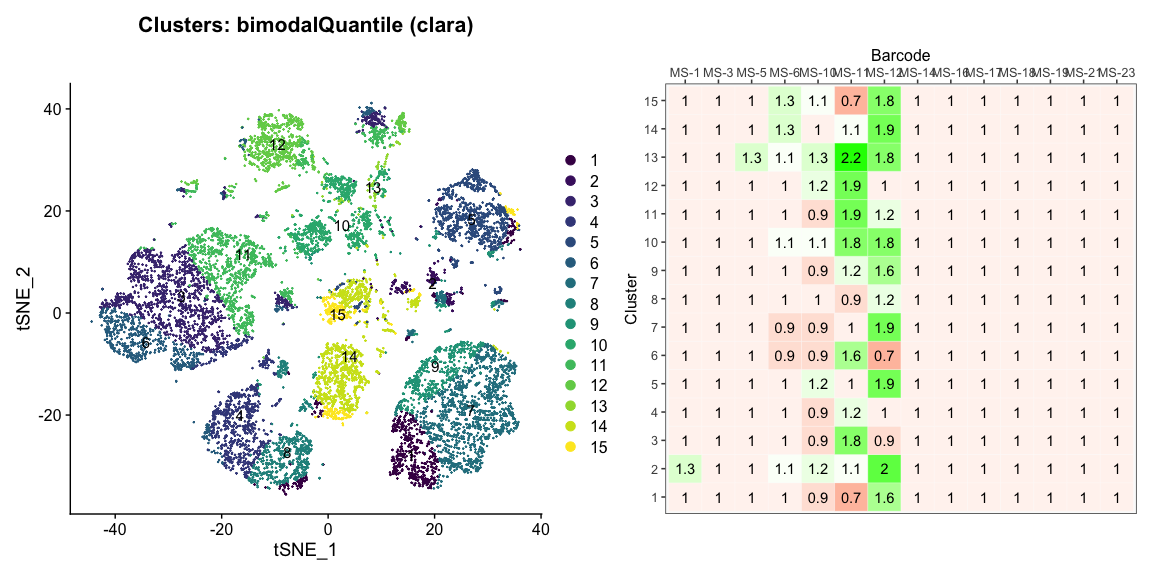 Clusters: bimodalQuantile (clara)
tSNE_2
40
20
0
-20
-40
-20
0
20
40
tSNE_1
12
13
5
10
11
2
15
6
14
9
7
4
8
1
2
3
4
5
6
7
8
9
10
11
12
13
14
15
Barcode
MS-1 MS-3 MS-5 MS-6 MS-10 MS-11 MS-12 MS-14 MS-16 MS-17 MS-18 MS-19 MS-21 MS-23
Cluster
15 1 1 1 1.3 1.1 0.7 1.8 1 1 1 1 1 1 1
14 1 1 1 1.3 1 1.1 1.9 1 1 1 1 1 1 1
13 1 1 1.3 1.1 1.3 2.2 1.8 1 1 1 1 1 1 1
12 1 1 1 1 1.2 1.9 1 1 1 1 1 1 1 1
11 1 1 1 1 0.9 1.9 1.2 1 1 1 1 1 1 1
10 1 1 1 1.1 1.1 1.8 1.8 1 1 1 1 1 1 1
9 1 1 1 1 0.9 1.2 1.6 1 1 1 1 1 1 1
8 1 1 1 1 1 0.9 1.2 1 1 1 1 1 1 1
7 1 1 1 0.9 0.9 1 1.9 1 1 1 1 1 1 1
6 1 1 1 0.9 0.9 1.6 0.7 1 1 1 1 1 1 1
5 1 1 1 1 1.2 1 1.9 1 1 1 1 1 1 1
4 1 1 1 1 0.9 1.2 1 1 1 1 1 1 1 1
3 1 1 1 1 0.9 1.8 0.9 1 1 1 1 1 1 1
2 1.3 1 1 1.1 1.2 1.1 2 1 1 1 1 1 1 1
1 1 1 1 1 0.9 0.7 1.6 1 1 1 1 1 1 1